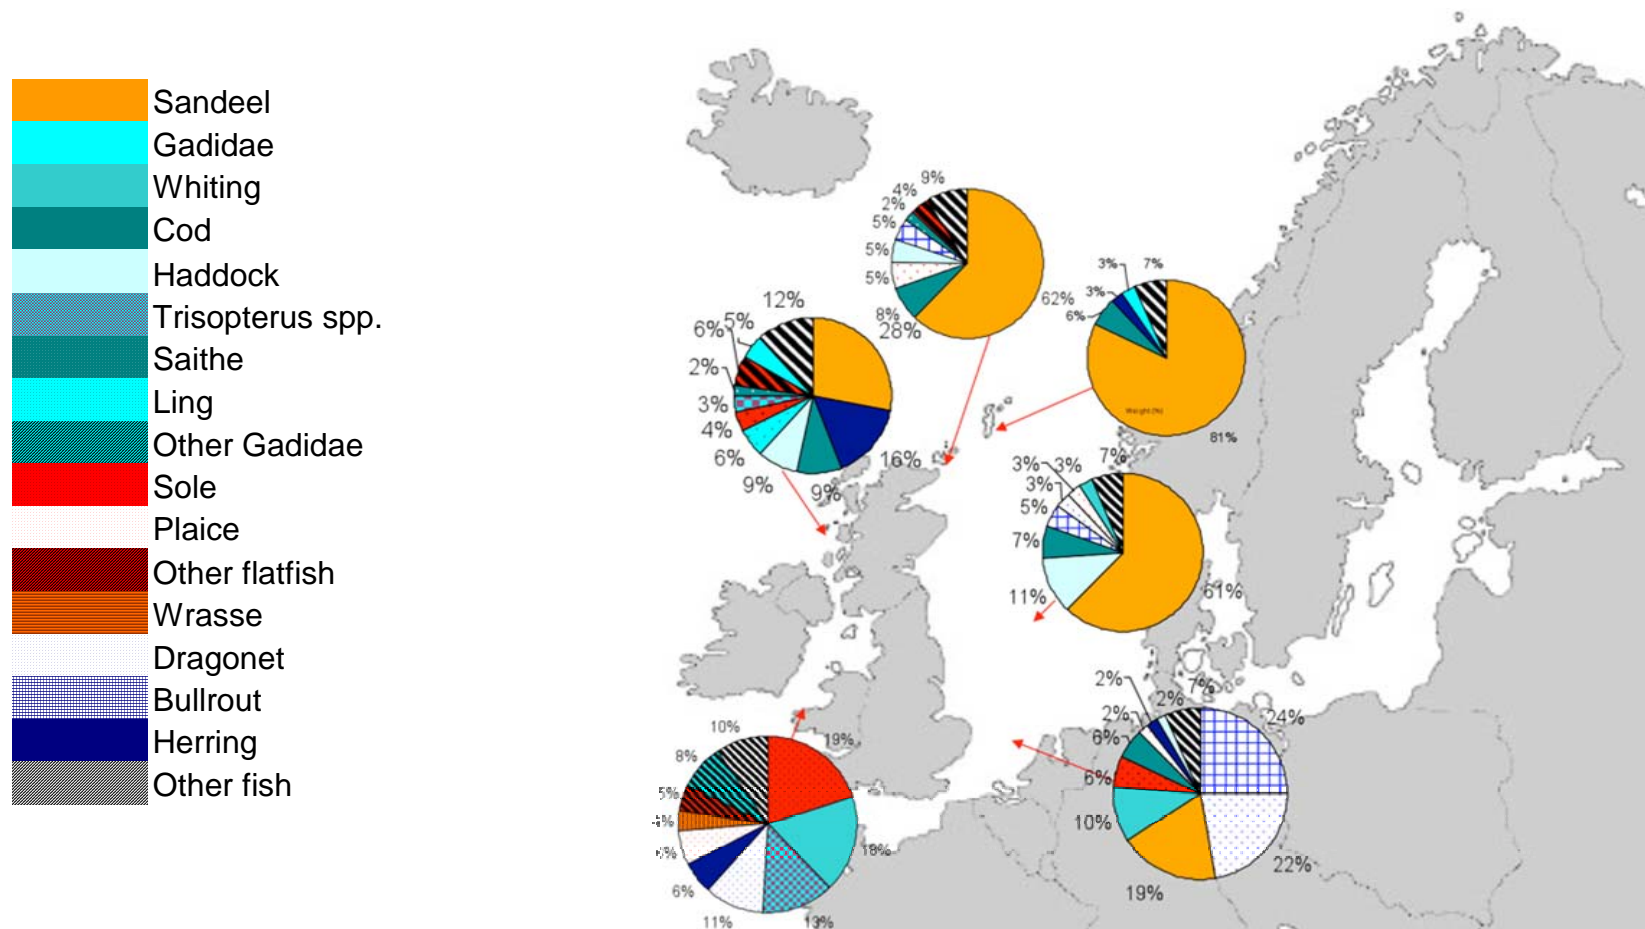 Sandeel
Gadidae
Whiting
Cod
Haddock
Trisopterus spp.
Saithe
Ling
Other Gadidae
Sole
Plaice
Other flatfish
Wrasse
Dragonet
Bullrout
Herring
Other fish
9%
4%
2%
5%
5%
5%
8%
28%
62%
3%
7%
3%
6%
Weight (%)
81%
12%
5%
6%
2%
3%
4%
6%
9%
9%
16%
7%
3%
3%
3%
5%
7%
11%
61%
7%
2%
2%
2%
6%
6%
10%
19%
22%
24%
10%
19%
8%
5%
4%
6%
11%
13%
18%